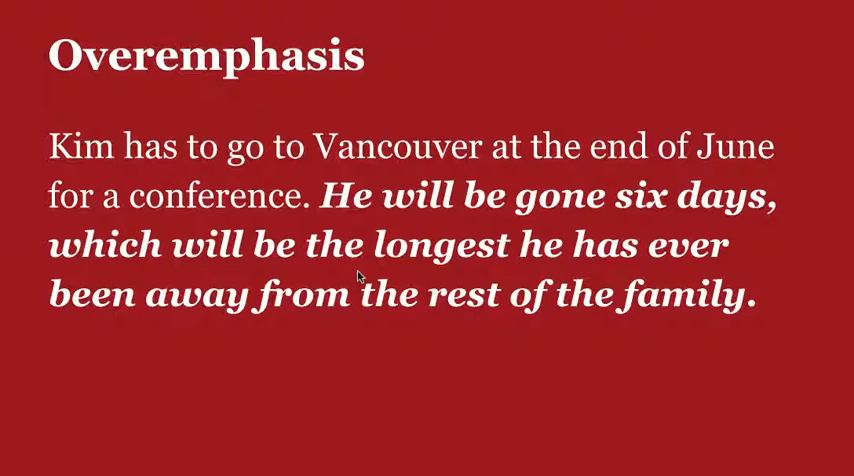 Overemphasis
Kim has to go to Vancouver at the end of June
for a conference. He will be gone six days,
which will be the longest he has ever
been away from the rest of the family.